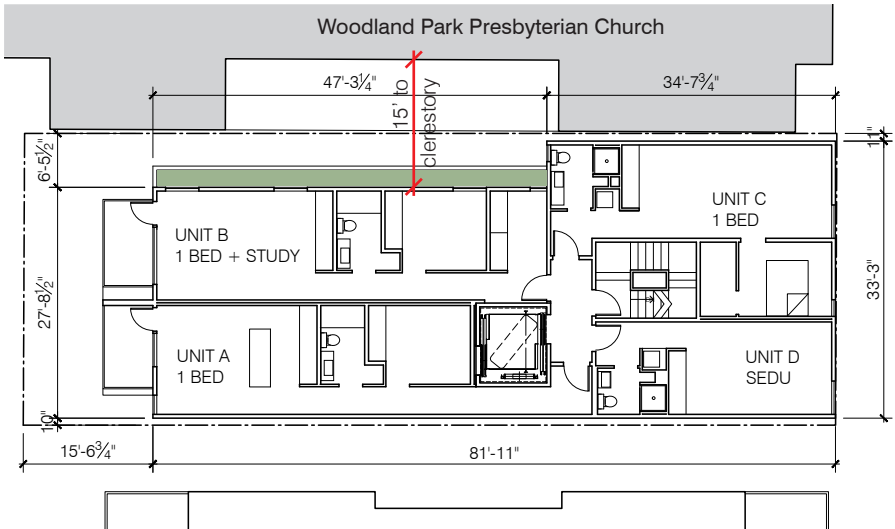 Woodland Park Presbyterian Church
47'-3¼"
34'-7¾"
15' to
clerestory
6'-5½"
11"
UNIT C
1 BED
UNIT B
1 BED + STUDY
27'-8½"
33'-3"
UNIT A
1 BED
UNIT D
SEDU
10"
15'-6¾"
81'-11"